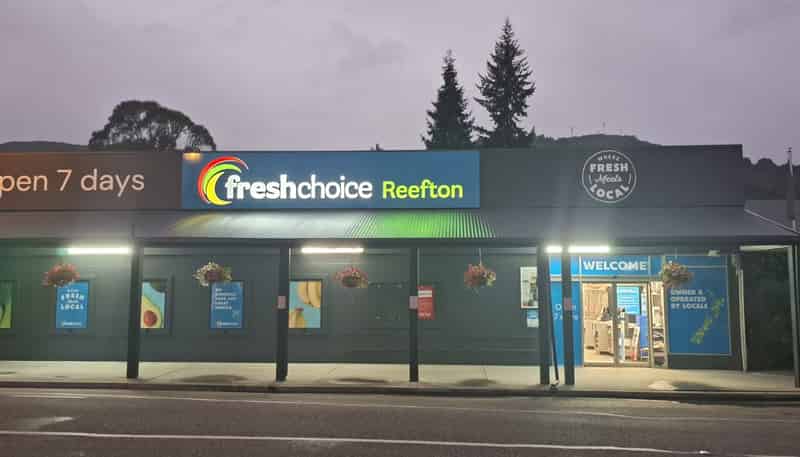 pen 7 days
freshchoice Reefton
WHERE
FRESH
Meets
LOCAL
WELCOME
FRESH
LOCAL
OWNED &
OPERATED
BY LOCALS